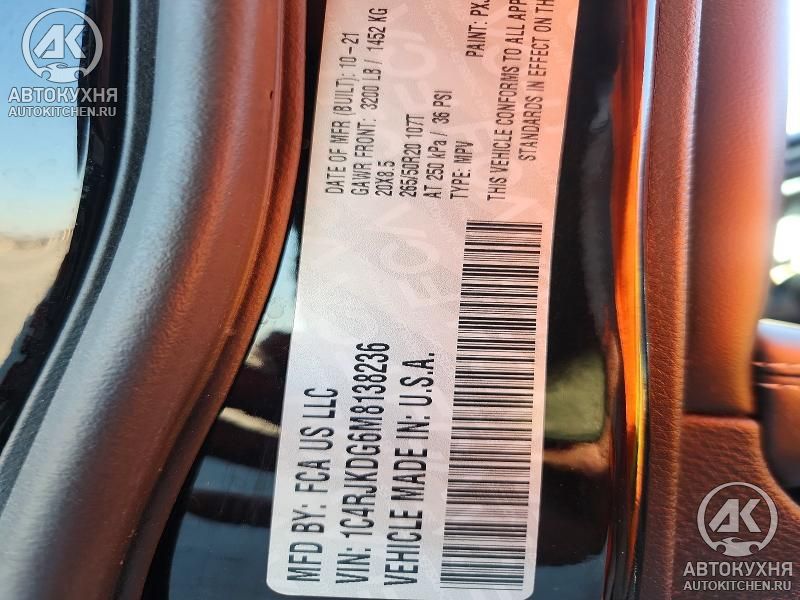 MFD BY: FCA US LLC
DATE OF MFR (BUILT): 10-21
GAWR FRONT: 3200 LB / 1452 KG
20X8.5
265/50R20 107T
AT 250 kPa / 36 PSI
TYPE: MPV
PAINT: PX
THIS VEHICLE CONFORMS TO ALL APP
STANDARDS IN EFFECT ON TH
VIN: 1C4RJKDG6M8138236
VEHICLE MADE IN: U.S.A.
АК
АВТОКУХНЯ
AUTOKITCHEN.RU
АК
АВТОКУХНЯ
AUTOKITCHEN.RU